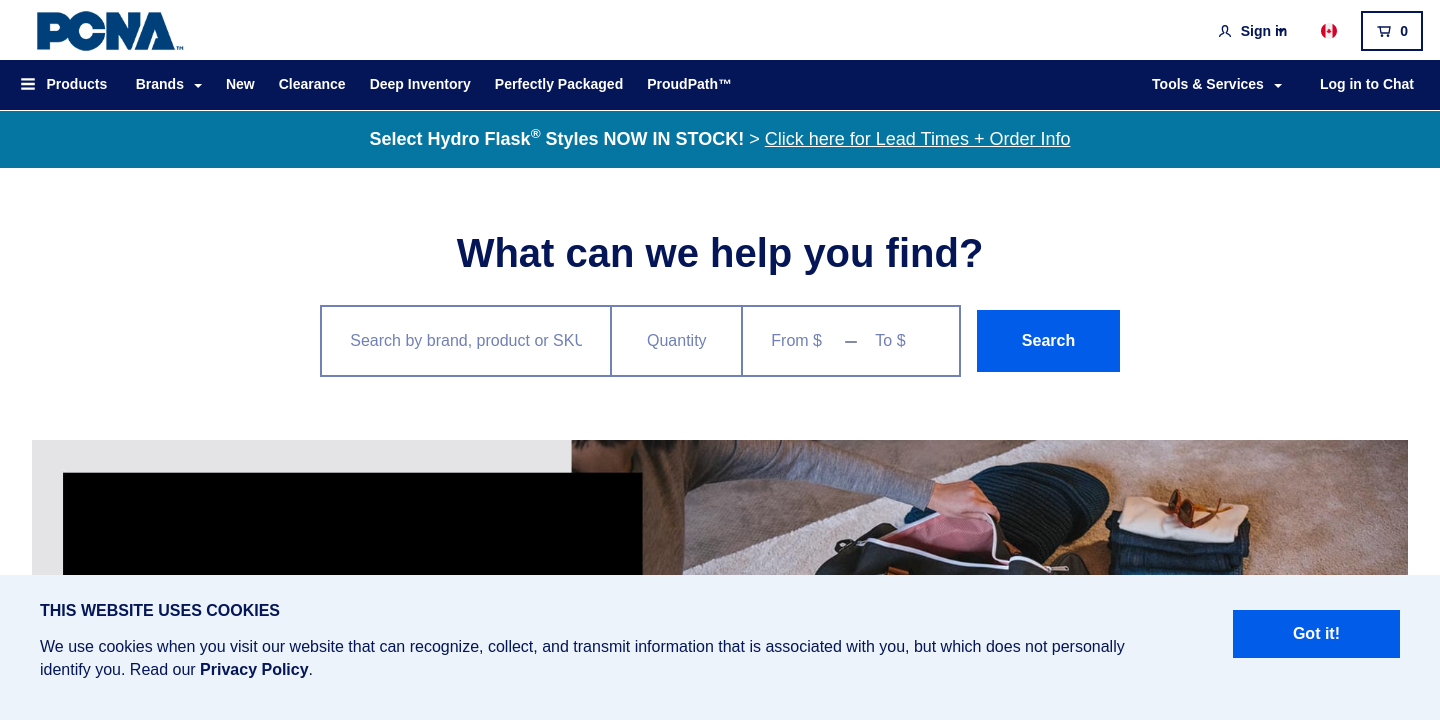 PCNA™
Sign in
0
Products
Brands
New
Clearance
Deep Inventory
Perfectly Packaged
ProudPath™
Tools & Services
Log in to Chat
Select Hydro Flask® Styles NOW IN STOCK! > Click here for Lead Times + Order Info
What can we help you find?
Search by brand, product or SKU
Quantity
From $
–
To $
Search
THIS WEBSITE USES COOKIES
We use cookies when you visit our website that can recognize, collect, and transmit information that is associated with you, but which does not personally
identify you. Read our Privacy Policy.
Got it!